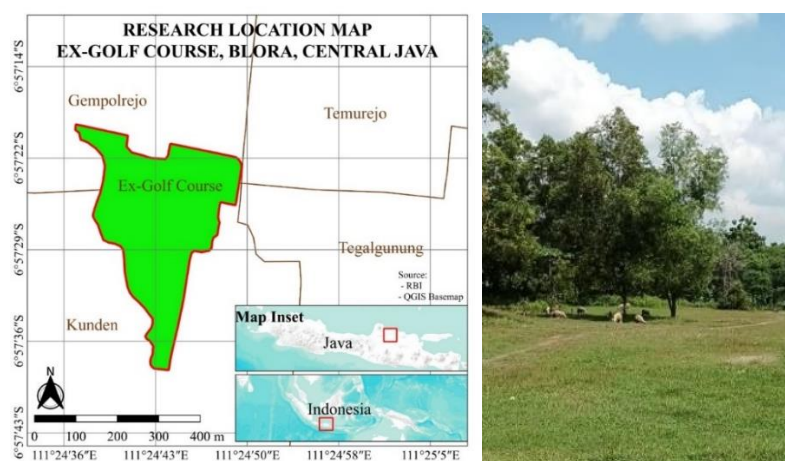 RESEARCH LOCATION MAP
EX-GOLF COURSE, BLORA, CENTRAL JAVA
6°57'14"S
6°57'22"S
6°57'29"S
6°57'36"S
6°57'43"S
Gempolrejo
Temurejo
Ex-Golf Course
Tegalgunung
Kunden
Source:
- RBI
- QGIS Basemap
Map Inset
Java
Indonesia
N
0 100 200 300 400 m
111°24'36"E 111°24'43"E 111°24'50"E 111°24'58"E 111°25'5"E